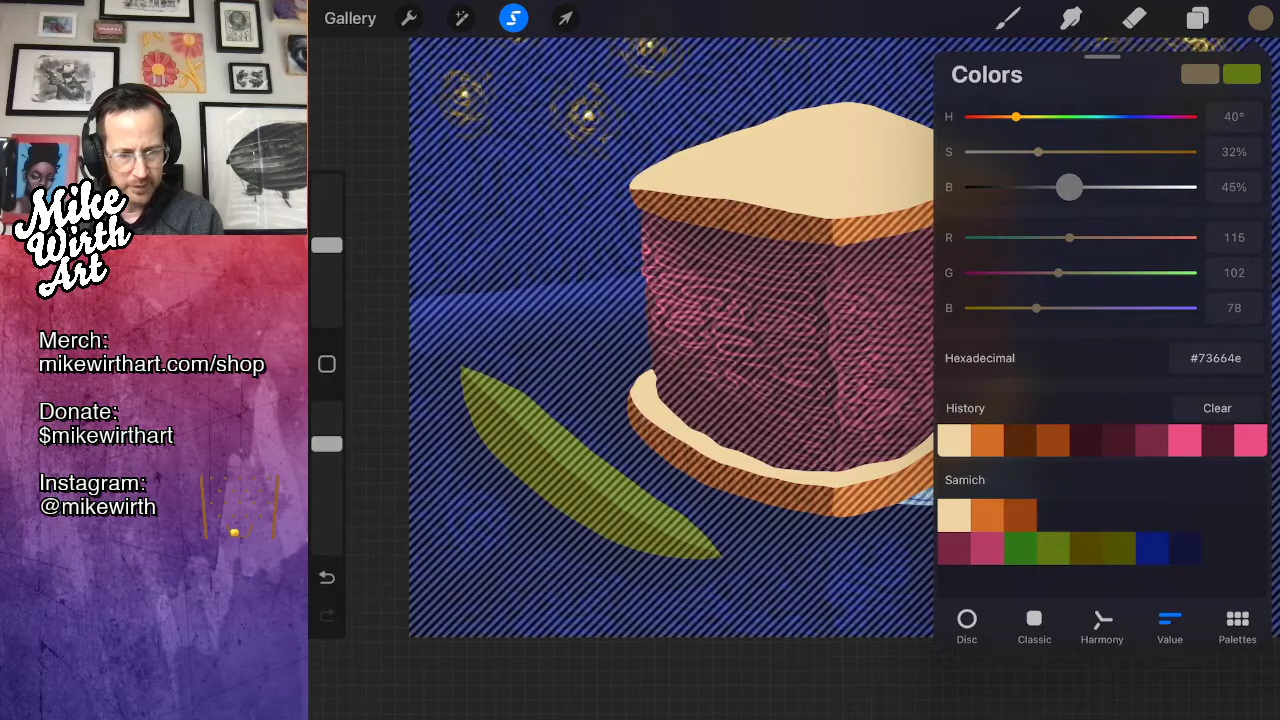 Gallery
Colors
H 40°
S 32%
B 45%
R 115
G 102
B 78
Hexadecimal #73664e
History Clear
Samich
Disc Classic Harmony Value Palettes
Mike
Wirth
Art
Merch:
mikewirthart.com/shop
Donate:
$mikewirthart
Instagram:
@mikewirth